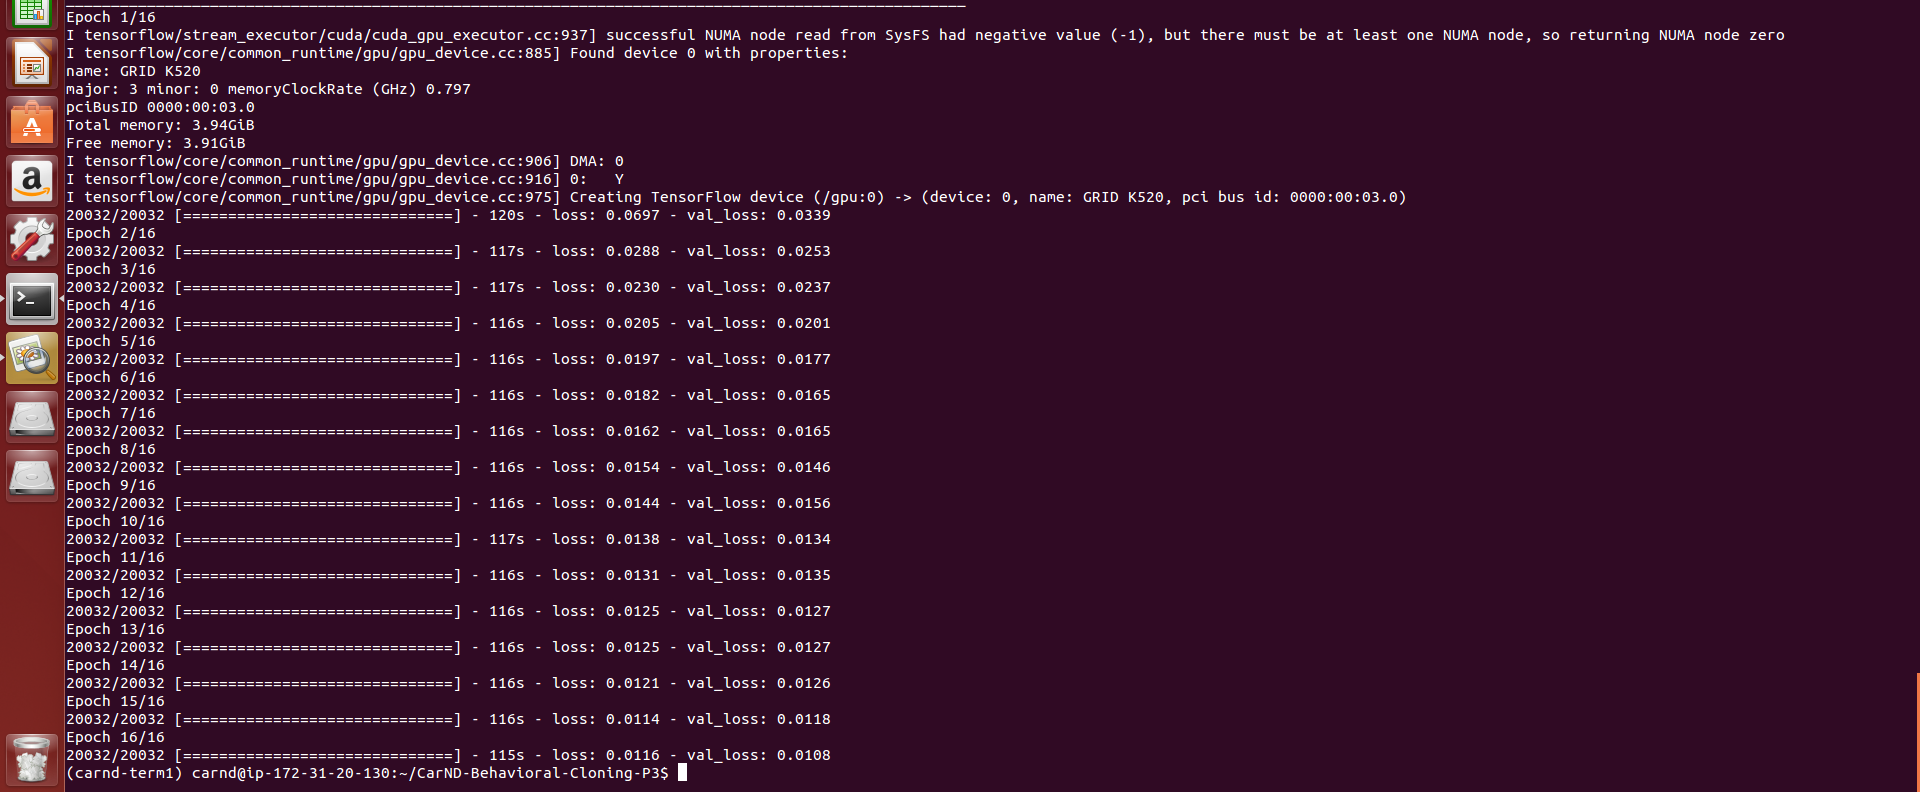 Epoch 1/16
I tensorflow/stream_executor/cuda/cuda_gpu_executor.cc:937] successful NUMA node read from SysFS had negative value (-1), but there must be at least one NUMA node, so returning NUMA node zero
I tensorflow/core/common_runtime/gpu/gpu_device.cc:885] Found device 0 with properties:
name: GRID K520
major: 3 minor: 0 memoryClockRate (GHz) 0.797
pciBusID 0000:00:03.0
Total memory: 3.94GiB
Free memory: 3.91GiB
I tensorflow/core/common_runtime/gpu/gpu_device.cc:906] DMA: 0
I tensorflow/core/common_runtime/gpu/gpu_device.cc:916] 0:   Y
I tensorflow/core/common_runtime/gpu/gpu_device.cc:975] Creating TensorFlow device (/gpu:0) -> (device: 0, name: GRID K520, pci bus id: 0000:00:03.0)
20032/20032 [==============================] - 120s - loss: 0.0697 - val_loss: 0.0339
Epoch 2/16
20032/20032 [==============================] - 117s - loss: 0.0288 - val_loss: 0.0253
Epoch 3/16
20032/20032 [==============================] - 117s - loss: 0.0230 - val_loss: 0.0237
Epoch 4/16
20032/20032 [==============================] - 116s - loss: 0.0205 - val_loss: 0.0201
Epoch 5/16
20032/20032 [==============================] - 116s - loss: 0.0197 - val_loss: 0.0177
Epoch 6/16
20032/20032 [==============================] - 116s - loss: 0.0182 - val_loss: 0.0165
Epoch 7/16
20032/20032 [==============================] - 116s - loss: 0.0162 - val_loss: 0.0165
Epoch 8/16
20032/20032 [==============================] - 116s - loss: 0.0154 - val_loss: 0.0146
Epoch 9/16
20032/20032 [==============================] - 116s - loss: 0.0144 - val_loss: 0.0156
Epoch 10/16
20032/20032 [==============================] - 117s - loss: 0.0138 - val_loss: 0.0134
Epoch 11/16
20032/20032 [==============================] - 116s - loss: 0.0131 - val_loss: 0.0135
Epoch 12/16
20032/20032 [==============================] - 116s - loss: 0.0125 - val_loss: 0.0127
Epoch 13/16
20032/20032 [==============================] - 116s - loss: 0.0125 - val_loss: 0.0127
Epoch 14/16
20032/20032 [==============================] - 116s - loss: 0.0121 - val_loss: 0.0126
Epoch 15/16
20032/20032 [==============================] - 116s - loss: 0.0114 - val_loss: 0.0118
Epoch 16/16
20032/20032 [==============================] - 115s - loss: 0.0116 - val_loss: 0.0108
(carnd-term1) carnd@ip-172-31-20-130:~/CarND-Behavioral-Cloning-P3$